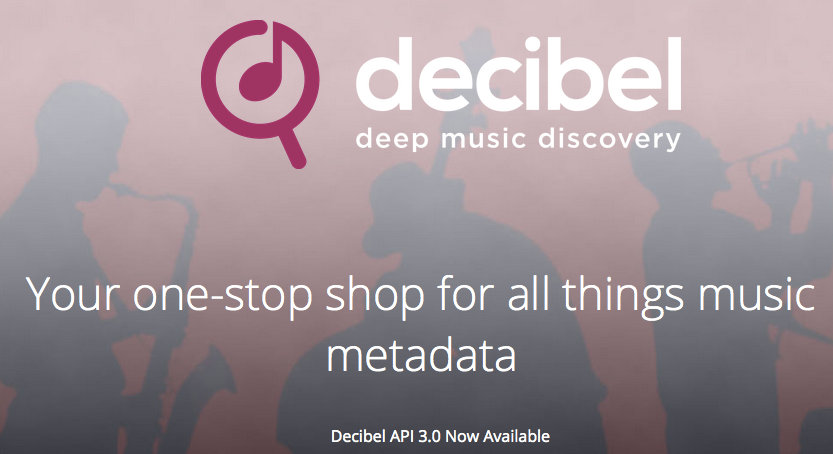 decibel
deep music discovery
Your one-stop shop for all things music
metadata
Decibel API 3.0 Now Available